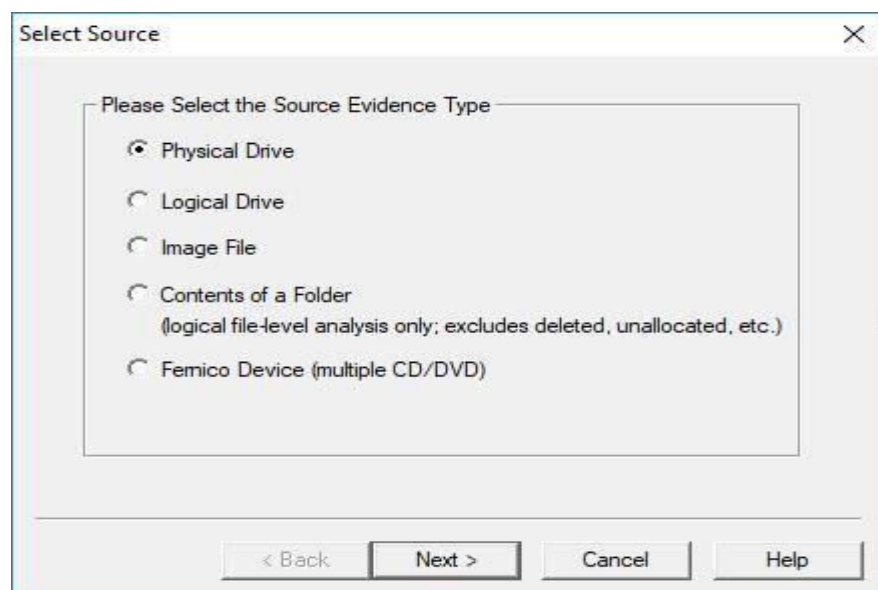 Select Source
Please Select the Source Evidence Type
Physical Drive
Logical Drive
Image File
Contents of a Folder
(logical file-level analysis only; excludes deleted, unallocated, etc.)
Fernico Device (multiple CD/DVD)
< Back
Next >
Cancel
Help